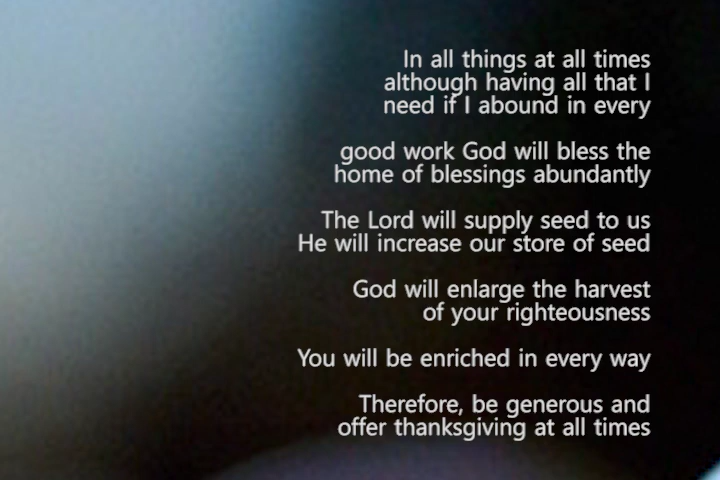 In all things at all times
although having all that I
need if I abound in every
good work God will bless the
home of blessings abundantly
The Lord will supply seed to us
He will increase our store of seed
God will enlarge the harvest
of your righteousness
You will be enriched in every way
Therefore, be generous and
offer thanksgiving at all times